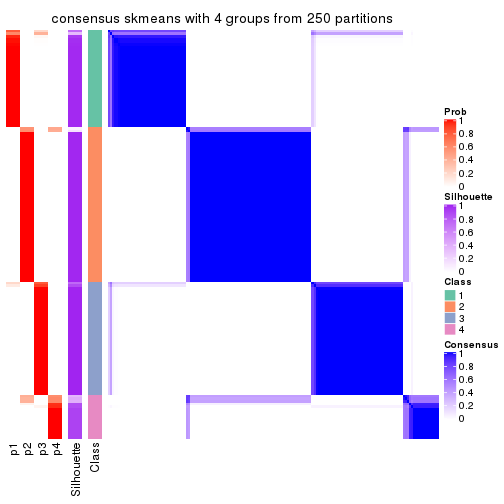 consensus skmeans with 4 groups from 250 partitions
Prob
1
0.8
0.6
0.4
0.2
0
Silhouette
1
0.8
0.6
0.4
0.2
0
Class
1
2
3
4
Consensus
1
0.8
0.6
0.4
0.2
0
p1
p2
p3
p4
Silhouette
Class